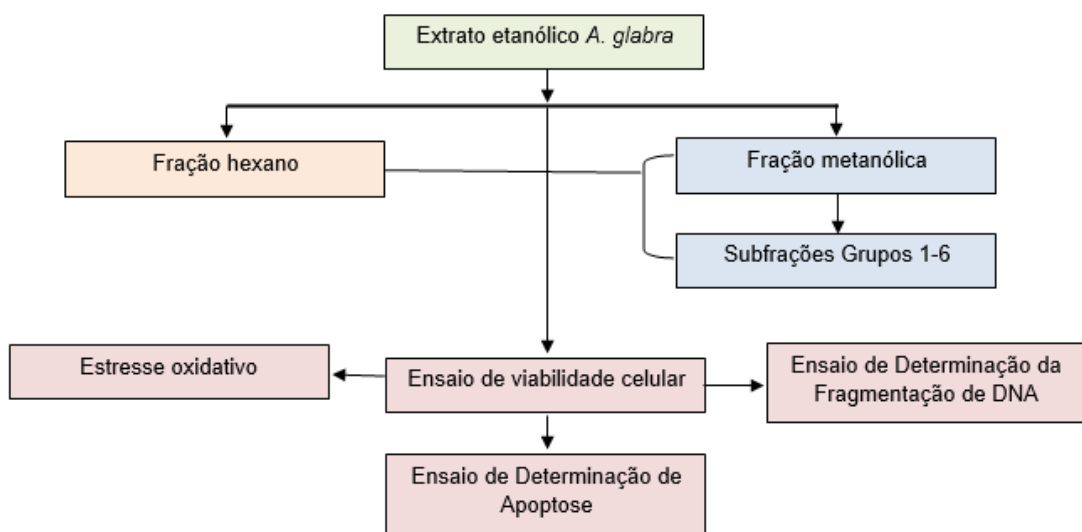 Extrato etanólico A. glabra
Fração hexano
Fração metanólica
Subfrações Grupos 1-6
Estresse oxidativo
Ensaio de viabilidade celular
Ensaio de Determinação da
Fragmentação de DNA
Ensaio de Determinação de
Apoptose